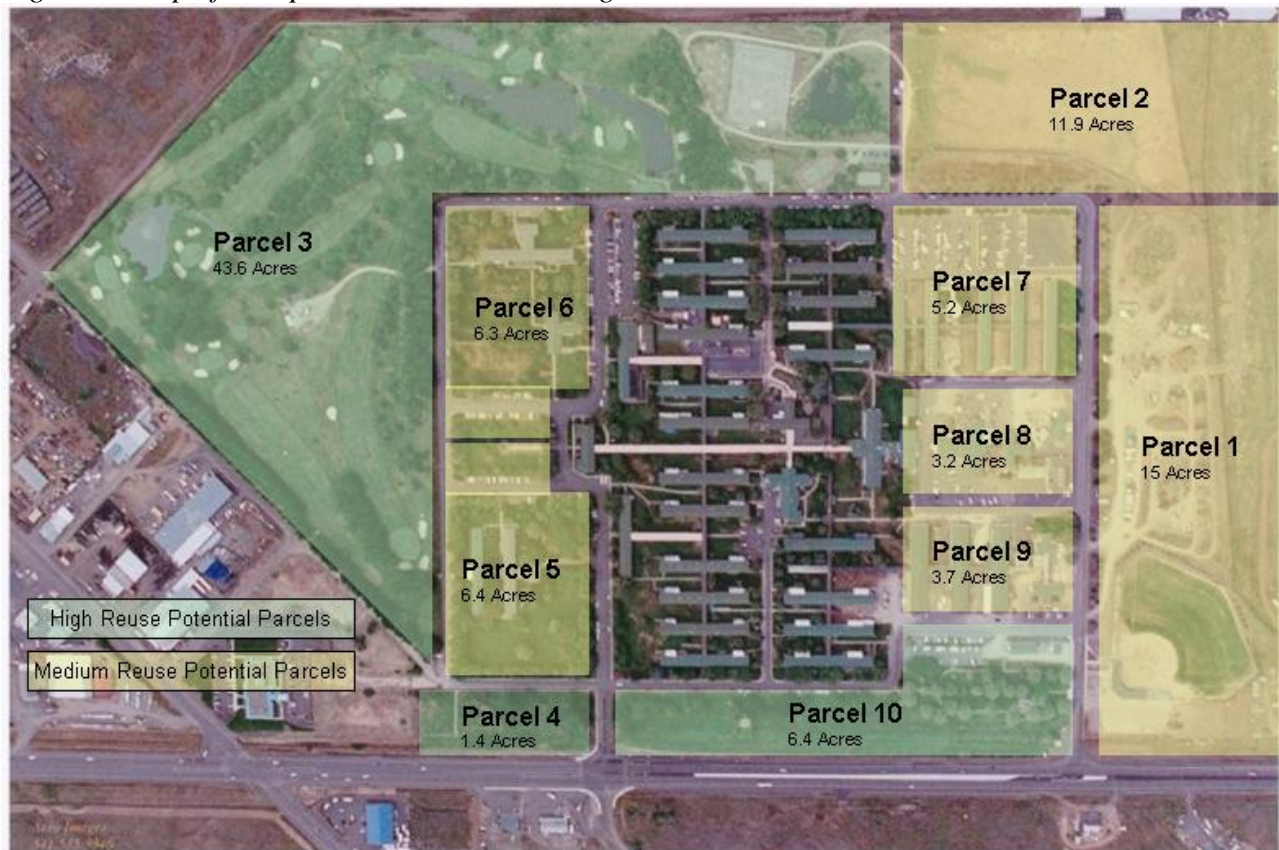 Parcel 2
11.9 Acres
Parcel 3
43.6 Acres
Parcel 7
5.2 Acres
Parcel 6
6.3 Acres
Parcel 8
3.2 Acres
Parcel 1
15 Acres
Parcel 9
3.7 Acres
Parcel 5
6.4 Acres
High Reuse Potential Parcels
Medium Reuse Potential Parcels
Parcel 4
1.4 Acres
Parcel 10
6.4 Acres